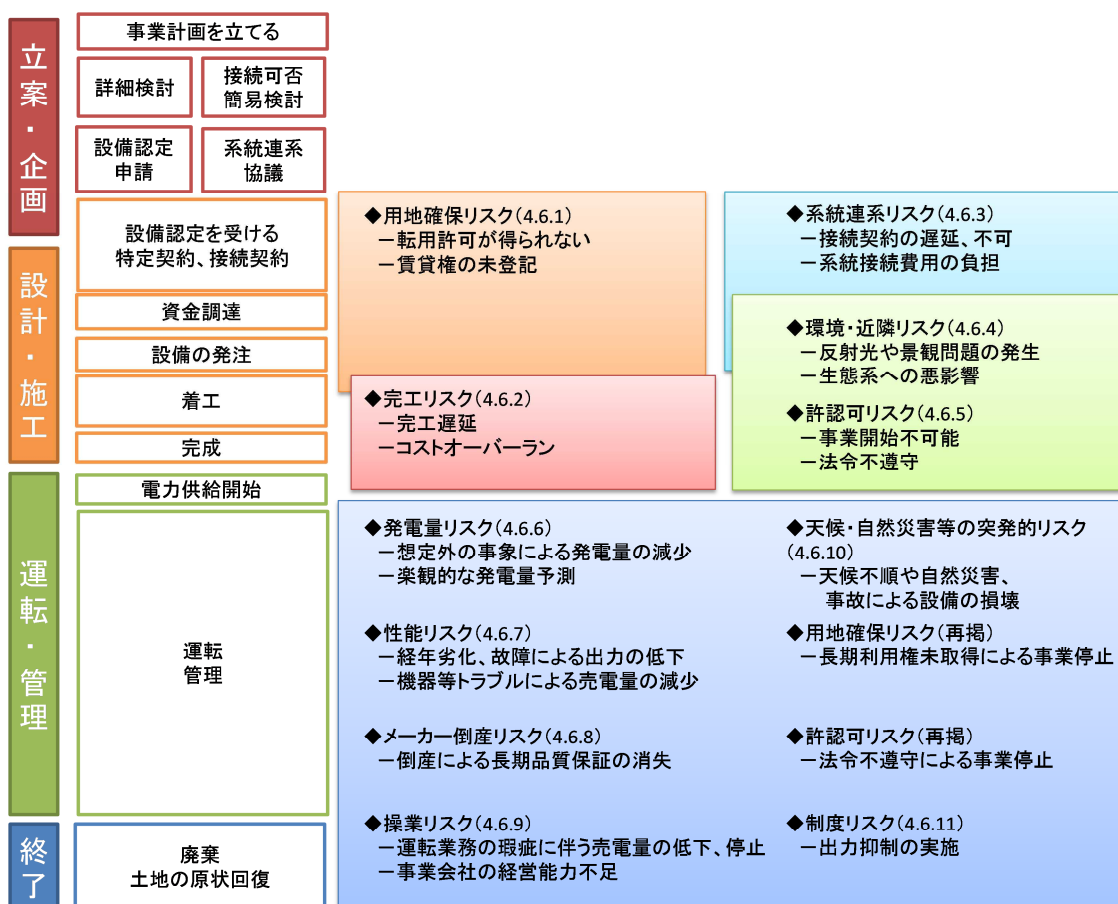 立案・企画
事業計画を立てる
詳細検討
接続可否
簡易検討
設備認定
申請
系統連系
協議
設計・施工
設備認定を受ける
特定契約、接続契約
資金調達
設備の発注
着工
完成
運転・管理
電力供給開始
運転
管理
終了
廃棄
土地の原状回復
◆用地確保リスク(4.6.1)
－転用許可が得られない
－賃貸権の未登記
◆系統連系リスク(4.6.3)
－接続契約の遅延、不可
－系統接続費用の負担
◆完工リスク(4.6.2)
－完工遅延
－コストオーバーラン
◆環境・近隣リスク(4.6.4)
－反射光や景観問題の発生
－生態系への悪影響
◆許認可リスク(4.6.5)
－事業開始不可能
－法令不遵守
◆発電量リスク(4.6.6)
－想定外の事象による発電量の減少
－楽観的な発電量予測
◆性能リスク(4.6.7)
－経年劣化、故障による出力の低下
－機器等トラブルによる売電量の減少
◆メーカー倒産リスク(4.6.8)
－倒産による長期品質保証の消失
◆操業リスク(4.6.9)
－運転業務の瑕疵に伴う売電量の低下、停止
－事業会社の経営能力不足
◆天候・自然災害等の突発的リスク
(4.6.10)
－天候不順や自然災害、
事故による設備の損壊
◆用地確保リスク(再掲)
－長期利用権未取得による事業停止
◆許認可リスク(再掲)
－法令不遵守による事業停止
◆制度リスク(4.6.11)
－出力抑制の実施